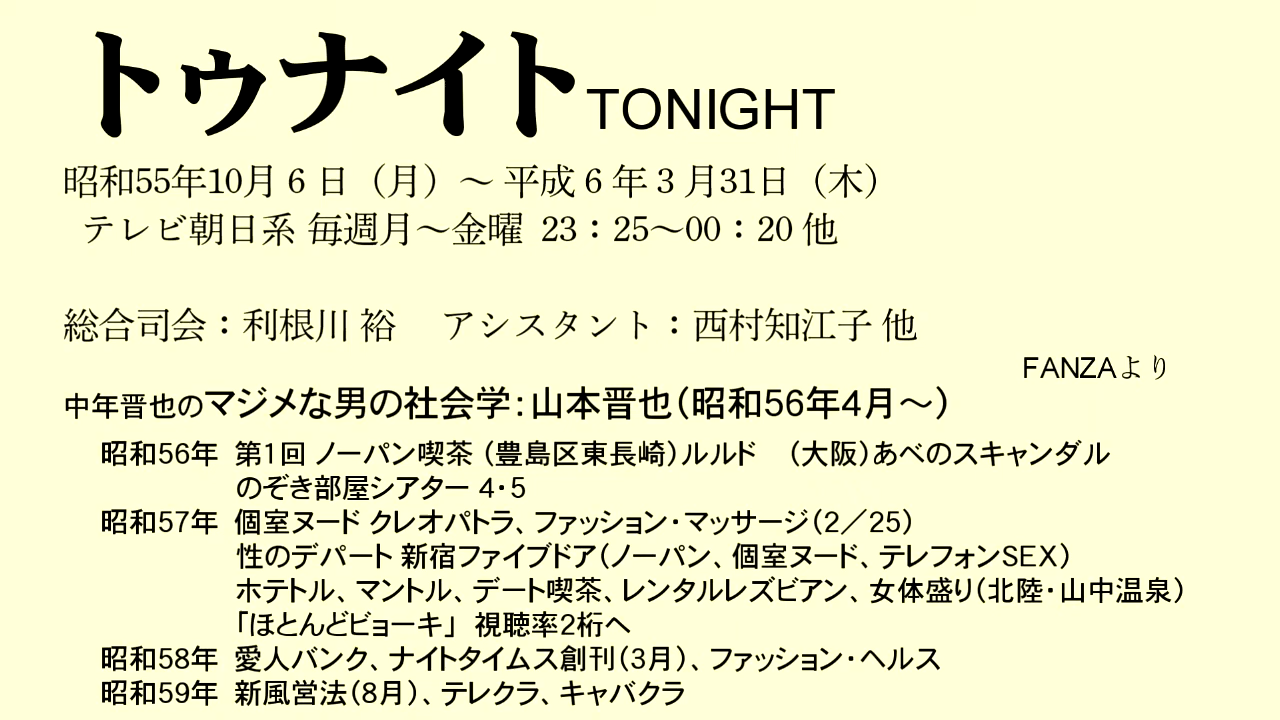 トゥナイトTONIGHT
昭和55年10月６日（月）～ 平成６年３月31日（木）
テレビ朝日系 毎週月～金曜 23：25～00：20 他
総合司会：利根川 裕　アシスタント：西村知江子 他
FANZAより
中年晋也のマジメな男の社会学：山本晋也（昭和56年4月～）
昭和56年 第1回 ノーパン喫茶（豊島区東長崎）ルルド （大阪）あべのスキャンダル
のぞき部屋シアター 4・5
昭和57年 個室ヌード クレオパトラ、ファッション・マッサージ（2／25）
性のデパート 新宿ファイブドア（ノーパン、個室ヌード、テレフォンSEX）
ホテトル、マントル、デート喫茶、レンタルレズビアン、女体盛り（北陸・山中温泉）
「ほとんどビョーキ」 視聴率2桁へ
昭和58年 愛人バンク、ナイトタイムス創刊（3月）、ファッション・ヘルス
昭和59年 新風営法（8月）、テレクラ、キャバクラ